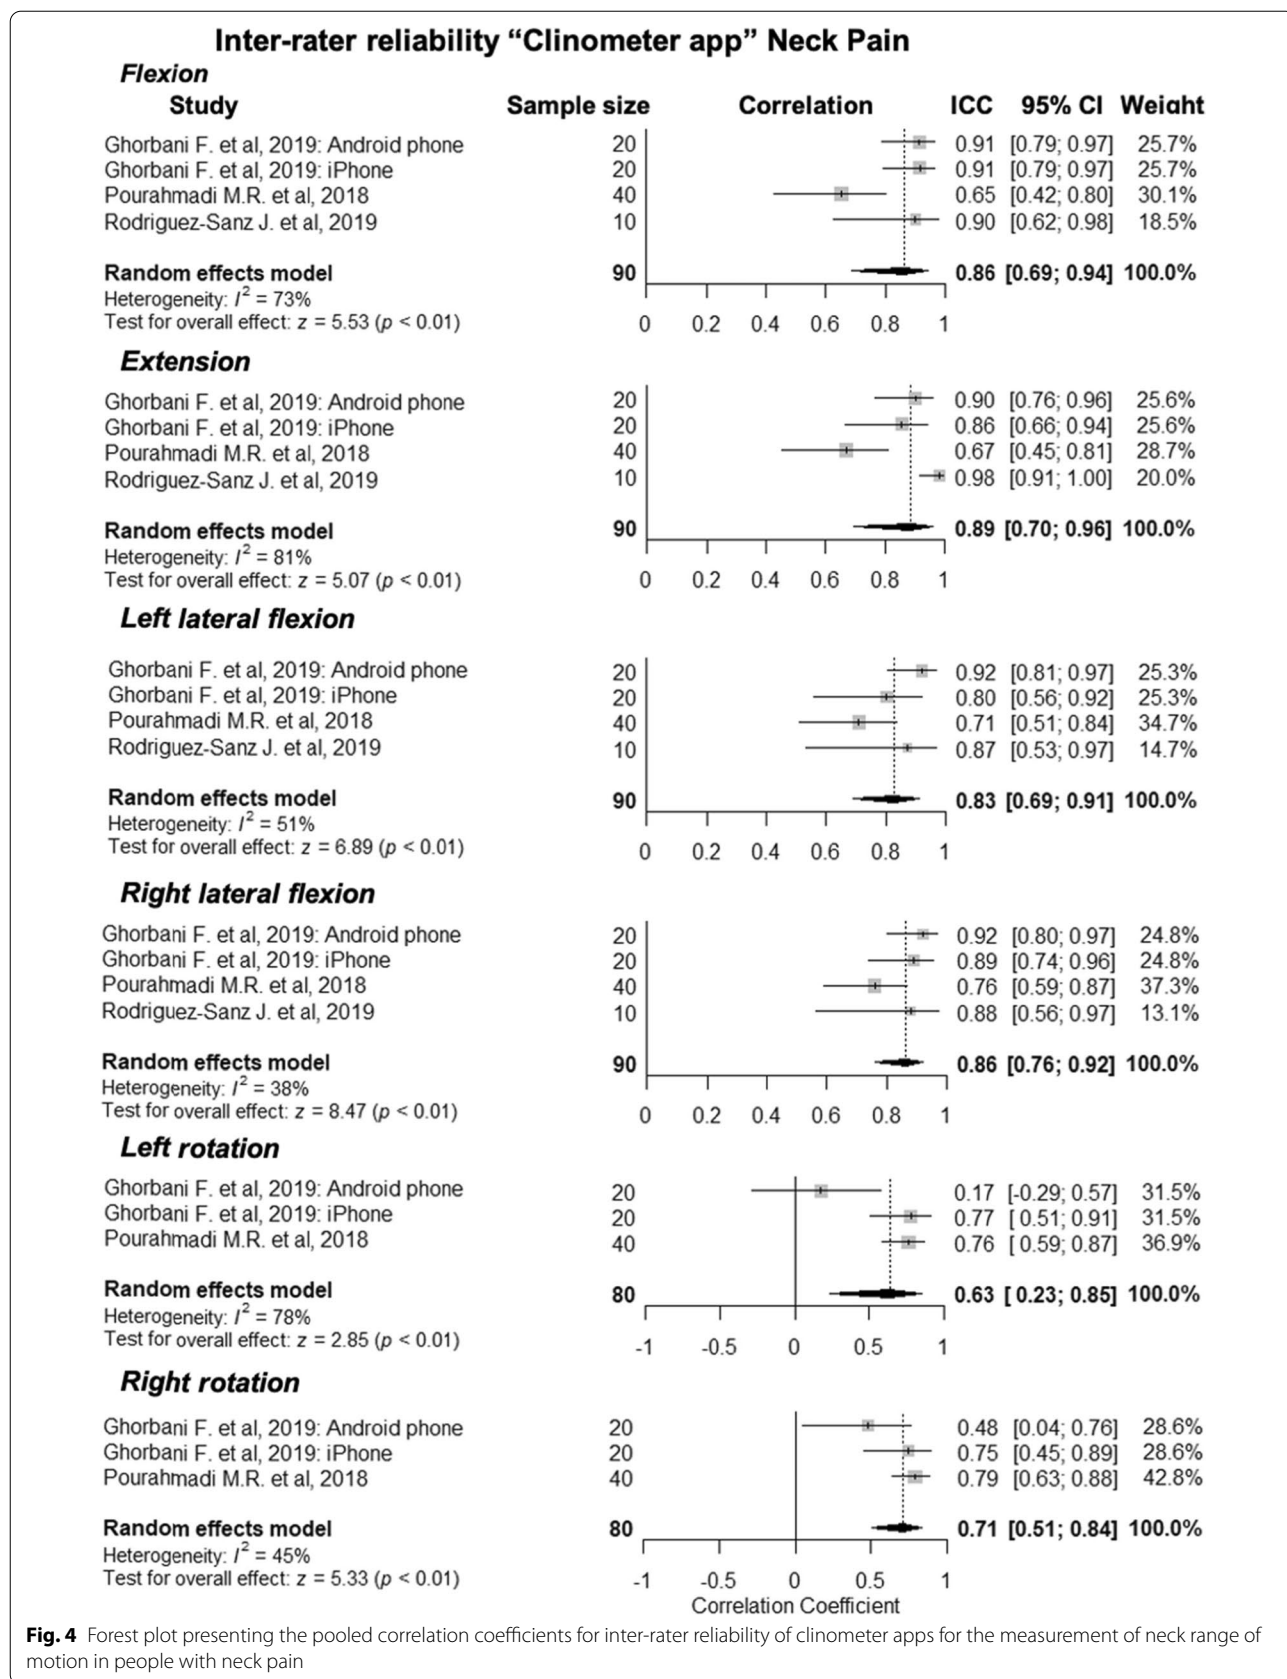 Inter-rater reliability “Clinometer app” Neck Pain
Flexion
Study Sample size Correlation ICC 95% CI Weight
Ghorbani F. et al, 2019: Android phone 20 0.91 [0.79; 0.97] 25.7%
Ghorbani F. et al, 2019: iPhone 20 0.91 [0.79; 0.97] 25.7%
Pourahmadi M.R. et al, 2018 40 0.65 [0.42; 0.80] 30.1%
Rodriguez-Sanz J. et al, 2019 10 0.90 [0.62; 0.98] 18.5%
Random effects model 90 0.86 [0.69; 0.94] 100.0%
Heterogeneity: I² = 73%
Test for overall effect: z = 5.53 (p < 0.01)
0 0.2 0.4 0.6 0.8 1
Extension
Ghorbani F. et al, 2019: Android phone 20 0.90 [0.76; 0.96] 25.6%
Ghorbani F. et al, 2019: iPhone 20 0.86 [0.66; 0.94] 25.6%
Pourahmadi M.R. et al, 2018 40 0.67 [0.45; 0.81] 28.7%
Rodriguez-Sanz J. et al, 2019 10 0.98 [0.91; 1.00] 20.0%
Random effects model 90 0.89 [0.70; 0.96] 100.0%
Heterogeneity: I² = 81%
Test for overall effect: z = 5.07 (p < 0.01)
0 0.2 0.4 0.6 0.8 1
Left lateral flexion
Ghorbani F. et al, 2019: Android phone 20 0.92 [0.81; 0.97] 25.3%
Ghorbani F. et al, 2019: iPhone 20 0.80 [0.56; 0.92] 25.3%
Pourahmadi M.R. et al, 2018 40 0.71 [0.51; 0.84] 34.7%
Rodriguez-Sanz J. et al, 2019 10 0.87 [0.53; 0.97] 14.7%
Random effects model 90 0.83 [0.69; 0.91] 100.0%
Heterogeneity: I² = 51%
Test for overall effect: z = 6.89 (p < 0.01)
0 0.2 0.4 0.6 0.8 1
Right lateral flexion
Ghorbani F. et al, 2019: Android phone 20 0.92 [0.80; 0.97] 24.8%
Ghorbani F. et al, 2019: iPhone 20 0.89 [0.74; 0.96] 24.8%
Pourahmadi M.R. et al, 2018 40 0.76 [0.59; 0.87] 37.3%
Rodriguez-Sanz J. et al, 2019 10 0.88 [0.56; 0.97] 13.1%
Random effects model 90 0.86 [0.76; 0.92] 100.0%
Heterogeneity: I² = 38%
Test for overall effect: z = 8.47 (p < 0.01)
0 0.2 0.4 0.6 0.8 1
Left rotation
Ghorbani F. et al, 2019: Android phone 20 0.17 [-0.29; 0.57] 31.5%
Ghorbani F. et al, 2019: iPhone 20 0.77 [ 0.51; 0.91] 31.5%
Pourahmadi M.R. et al, 2018 40 0.76 [ 0.59; 0.87] 36.9%
Random effects model 80 0.63 [ 0.23; 0.85] 100.0%
Heterogeneity: I² = 78%
Test for overall effect: z = 2.85 (p < 0.01)
-1 -0.5 0 0.5 1
Right rotation
Ghorbani F. et al, 2019: Android phone 20 0.48 [0.04; 0.76] 28.6%
Ghorbani F. et al, 2019: iPhone 20 0.75 [0.45; 0.89] 28.6%
Pourahmadi M.R. et al, 2018 40 0.79 [0.63; 0.88] 42.8%
Random effects model 80 0.71 [0.51; 0.84] 100.0%
Heterogeneity: I² = 45%
Test for overall effect: z = 5.33 (p < 0.01)
-1 -0.5 0 0.5 1
Correlation Coefficient
Fig. 4 Forest plot presenting the pooled correlation coefficients for inter-rater reliability of clinometer apps for the measurement of neck range of
motion in people with neck pain